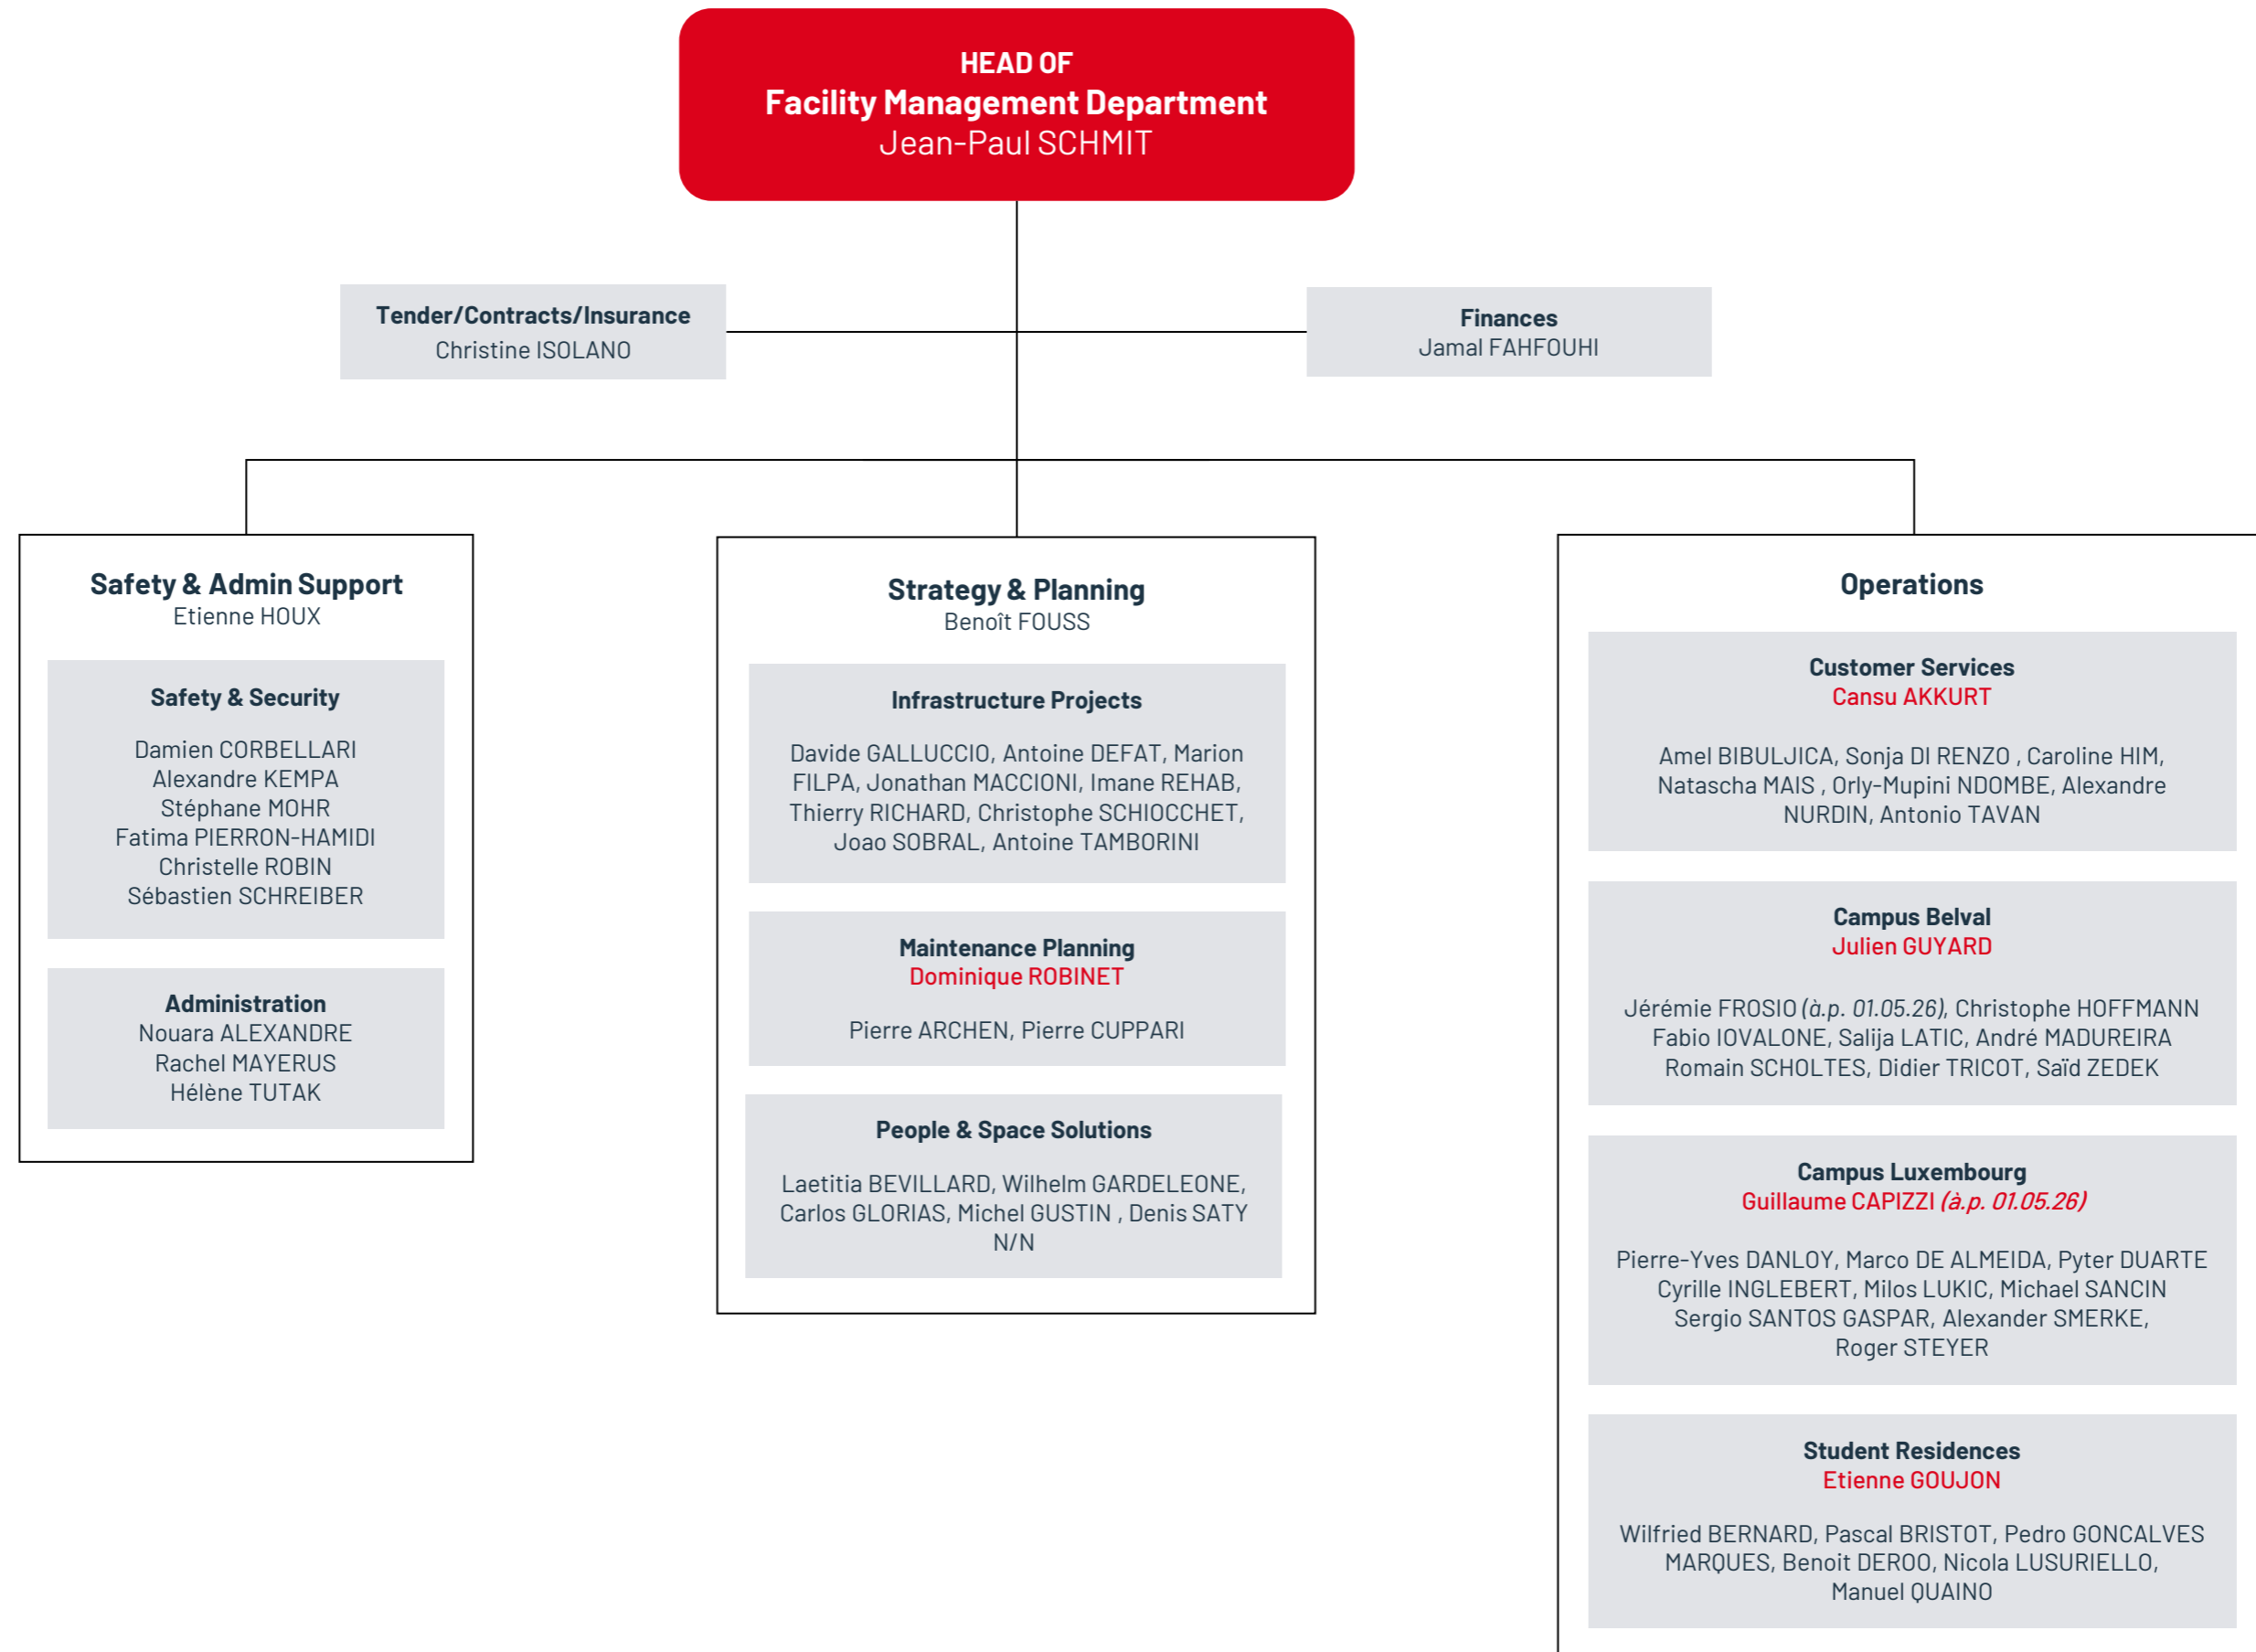 HEAD OF
Facility Management Department
Jean-Paul SCHMIT
Tender/Contracts/Insurance
Christine ISOLANO
Finances
Jamal FAHFOUHI
Safety & Admin Support
Etienne HOUX
Safety & Security
Damien CORBELLARI
Alexandre KEMPA
Stéphane MOHR
Fatima PIERRON-HAMIDI
Christelle ROBIN
Sébastien SCHREIBER
Administration
Nouara ALEXANDRE
Rachel MAYERUS
Hélène TUTAK
Strategy & Planning
Benoît FOUSS
Infrastructure Projects
Davide GALLUCCIO, Antoine DEFAT, Marion
FILPA, Jonathan MACCIONI, Imane REHAB,
Thierry RICHARD, Christophe SCHIOCCHET,
Joao SOBRAL, Antoine TAMBORINI
Maintenance Planning
Dominique ROBINET
Pierre ARCHEN, Pierre CUPPARI
People & Space Solutions
Laetitia BEVILLARD, Wilhelm GARDELEONE,
Carlos GLORIAS, Michel GUSTIN , Denis SATY
N/N
Operations
Customer Services
Cansu AKKURT
Amel BIBULJICA, Sonja DI RENZO , Caroline HIM,
Natascha MAIS , Orly-Mupini NDOMBE, Alexandre
NURDIN, Antonio TAVAN
Campus Belval
Julien GUYARD
Jérémie FROSIO (à.p. 01.05.26), Christophe HOFFMANN
Fabio IOVALONE, Salija LATIC, André MADUREIRA
Romain SCHOLTES, Didier TRICOT, Saïd ZEDEK
Campus Luxembourg
Guillaume CAPIZZI (à.p. 01.05.26)
Pierre-Yves DANLOY, Marco DE ALMEIDA, Pyter DUARTE
Cyrille INGLEBERT, Milos LUKIC, Michael SANCIN
Sergio SANTOS GASPAR, Alexander SMERKE,
Roger STEYER
Student Residences
Etienne GOUJON
Wilfried BERNARD, Pascal BRISTOT, Pedro GONCALVES
MARQUES, Benoit DEROO, Nicola LUSURIELLO,
Manuel QUAINO